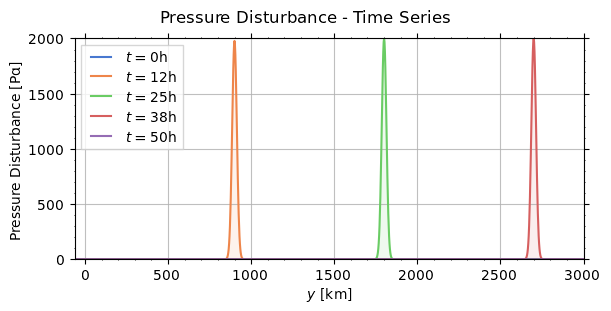 Pressure Disturbance - Time Series
Pressure Disturbance [Pα]
2000
1500
1000
500
0
t = 0h
t = 12h
t = 25h
t = 38h
t = 50h
0 500 1000 1500 2000 2500 3000
y [km]